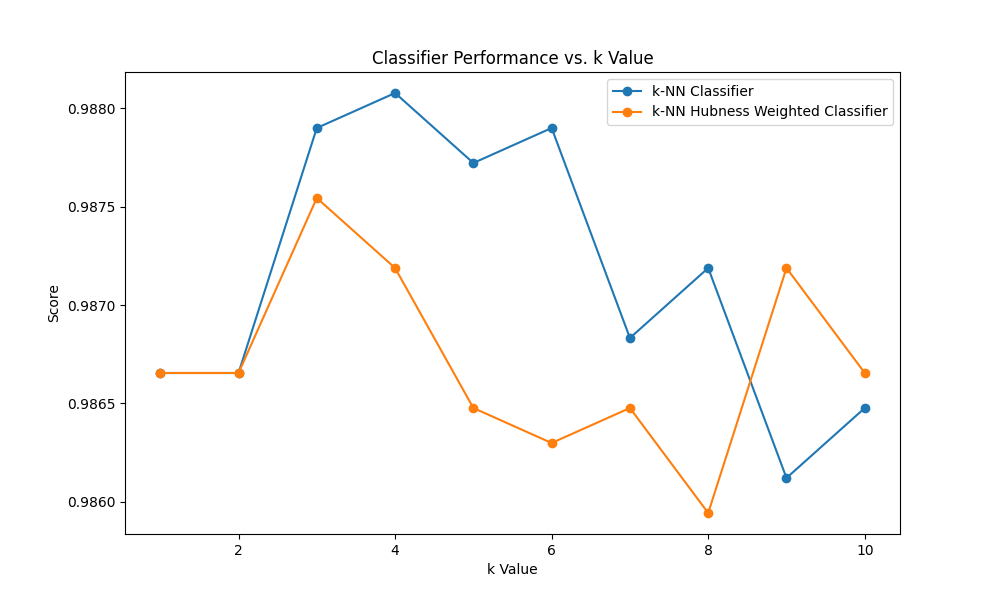 Classifier Performance vs. k Value
k-NN Classifier
k-NN Hubness Weighted Classifier
0.9880
0.9875
0.9870
0.9865
0.9860
Score
2 4 6 8 10
k Value